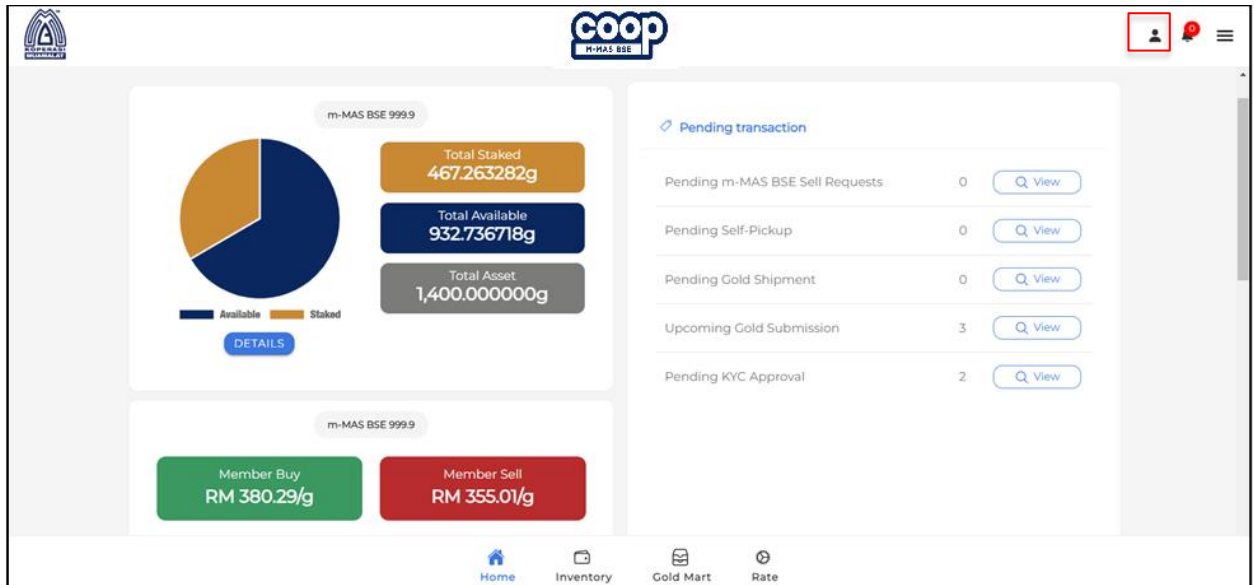 KOPERASI
MUAMALAT
COOP
M-MAS BSE
0
m-MAS BSE 999.9
Total Staked
467.263282g
Total Available
932.736718g
Total Asset
1,400.000000g
Available Staked
DETAILS
Pending transaction
Pending m-MAS BSE Sell Requests 0 View
Pending Self-Pickup 0 View
Pending Gold Shipment 0 View
Upcoming Gold Submission 3 View
Pending KYC Approval 2 View
m-MAS BSE 999.9
Member Buy
RM 380.29/g
Member Sell
RM 355.01/g
Home Inventory Gold Mart Rate